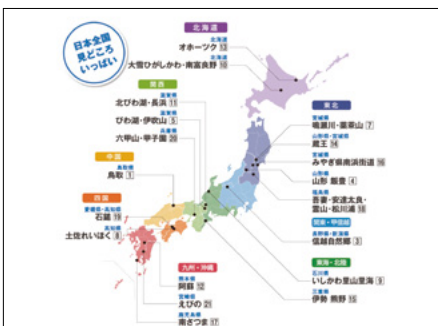 日本全国
見どころ
いっぱい
北海道
北海道
オホーツク 13
北海道
大雪ひがしかわ・南富良野 10
関西
滋賀県
北びわ湖・長浜 11
滋賀県
びわ湖・伊吹山 5
兵庫県
六甲山・甲子園 20
中国
鳥取県
鳥取 1
四国
愛媛県・高知県
石鎚 19
高知県
土佐れいほく 8
九州・沖縄
熊本県
阿蘇 12
宮崎県
えびの 21
鹿児島県
南さつま 17
東北
宮城県
鳴瀬川・薬莱山 7
山形県・宮城県
蔵王 14
宮城県
みやぎ県南浜街道 16
山形県
山形 飯豊 4
福島県
吾妻・安達太良・
霊山・松川浦 18
関東・甲信越
長野県・新潟県
信越自然郷 3
東海・北陸
石川県
いしかわ里山里海 9
三重県
伊勢 熊野 15